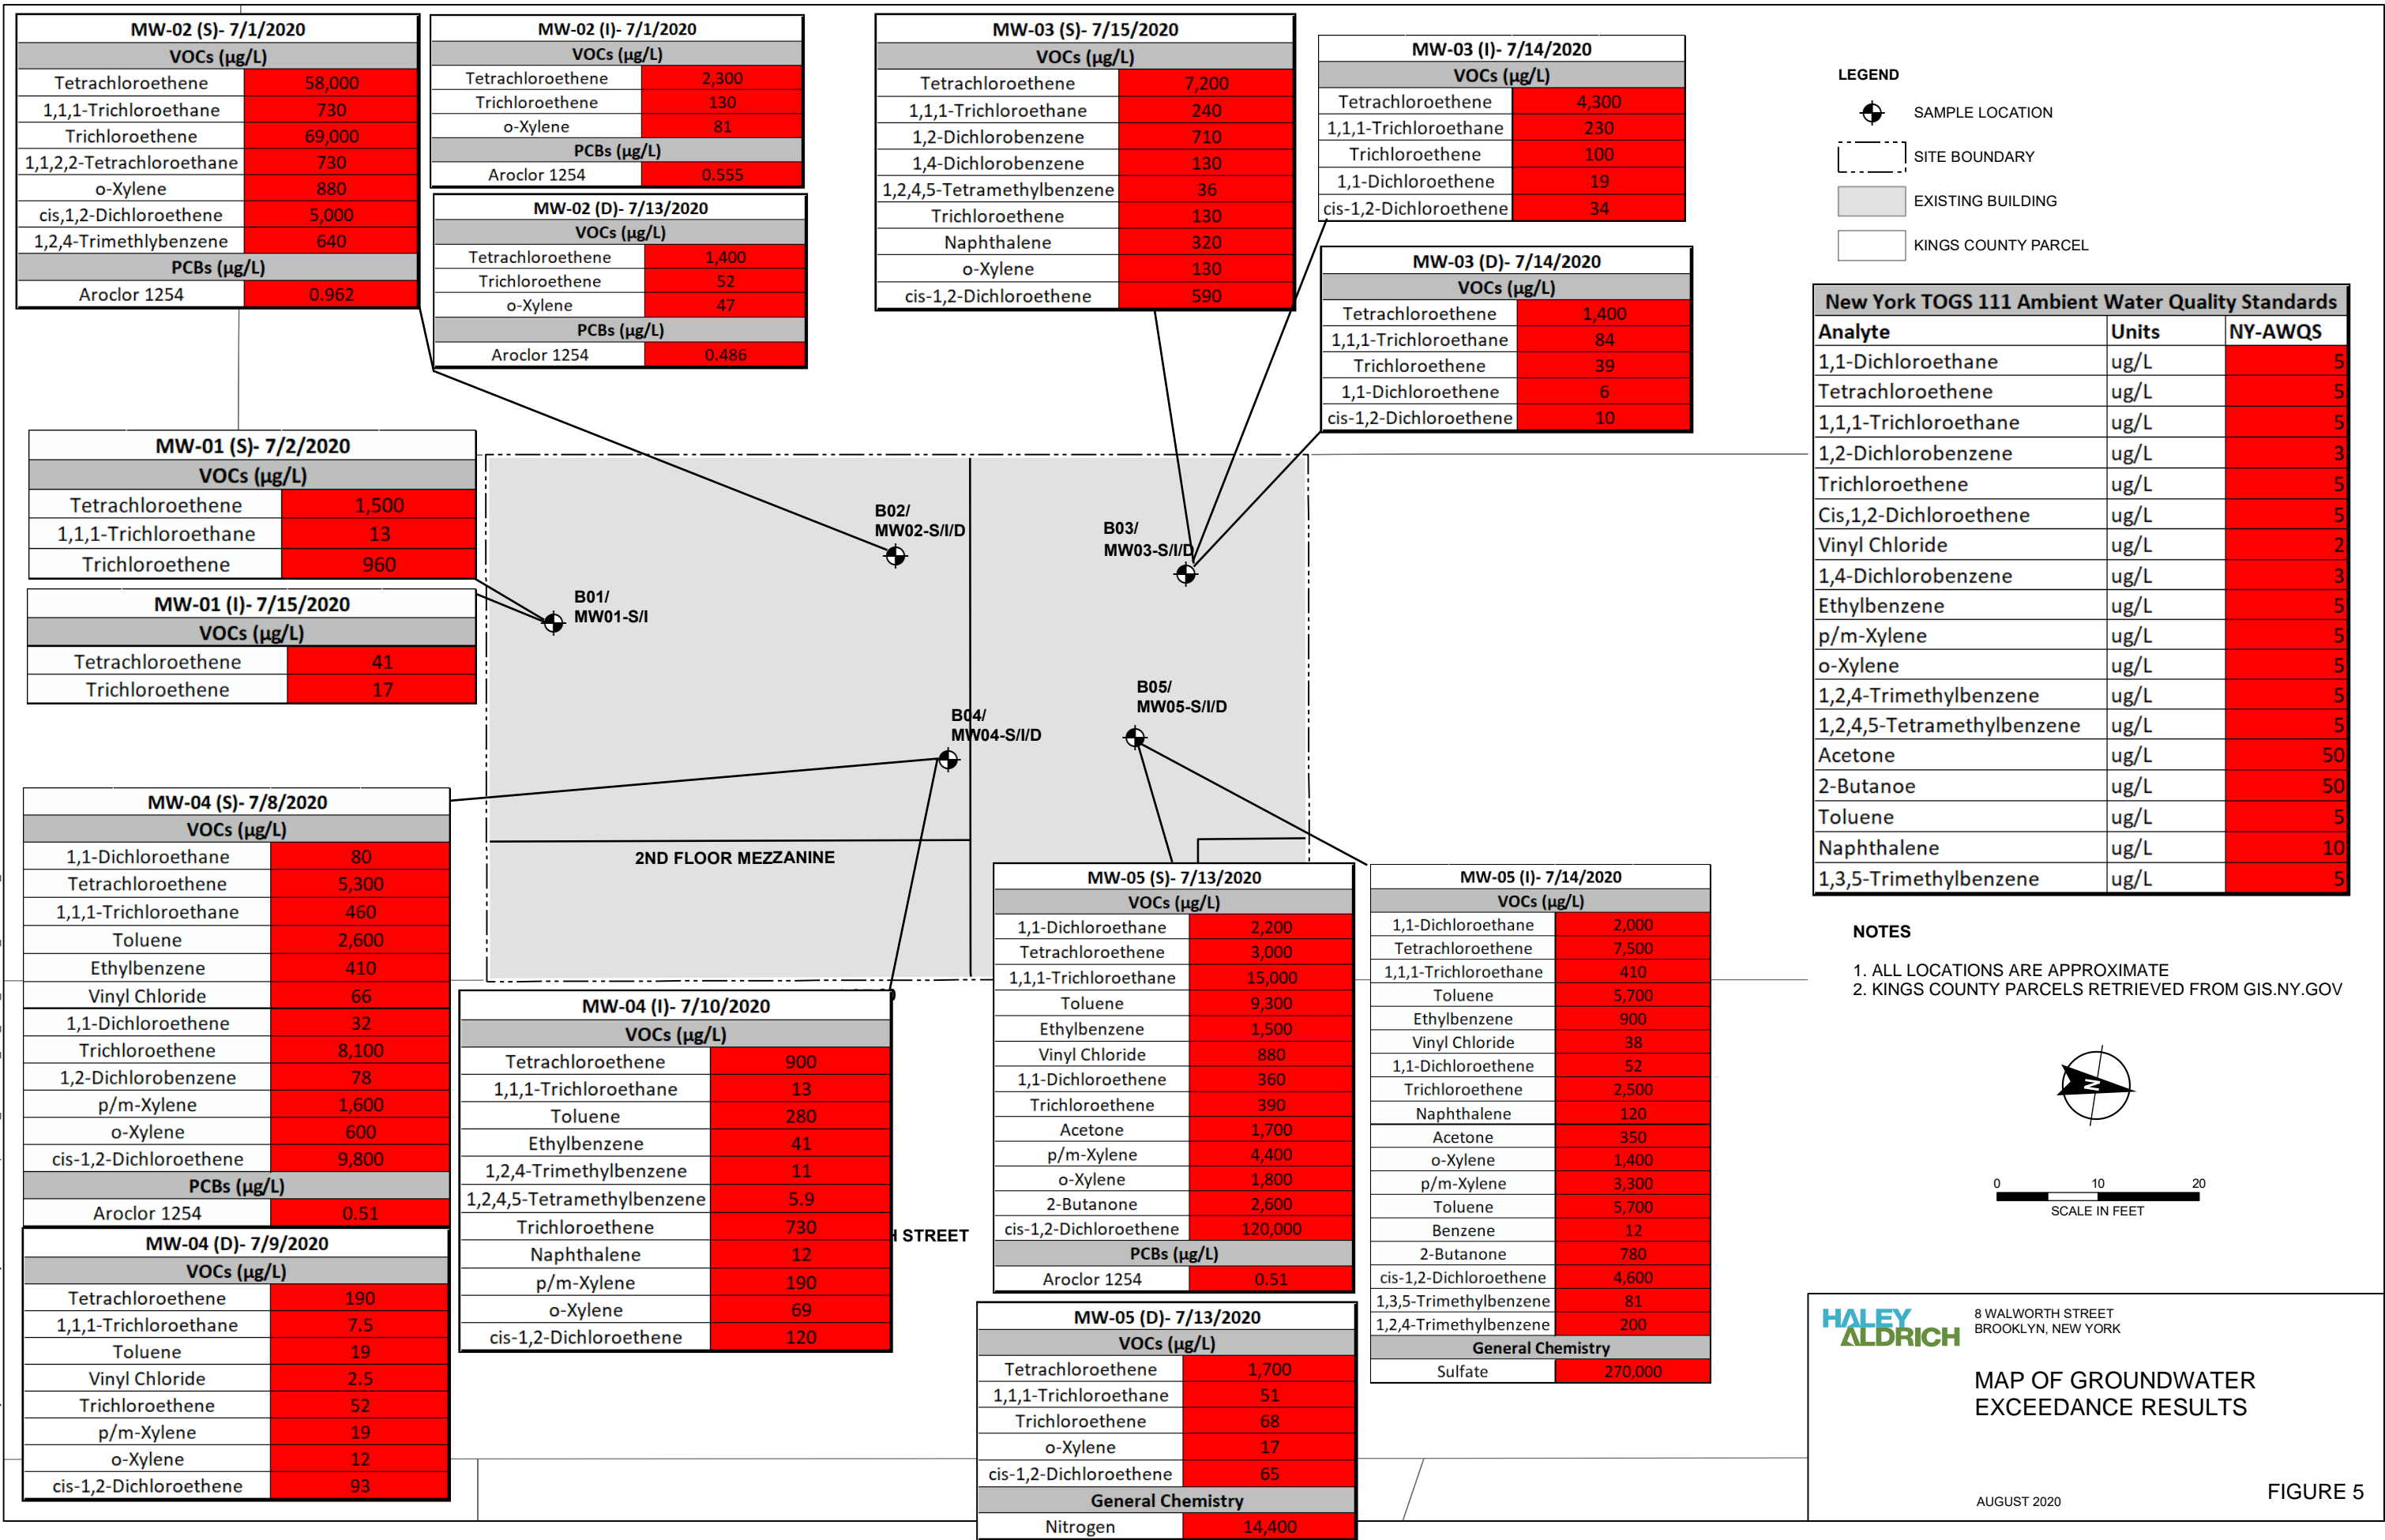 MW-02 (S)- 7/1/2020
VOCs (µg/L)
Tetrachloroethene 58,000
1,1,1-Trichloroethane 730
Trichloroethene 69,000
1,1,2,2-Tetrachloroethane 730
o-Xylene 880
cis,1,2-Dichloroethene 5,000
1,2,4-Trimethlybenzene 640
PCBs (µg/L)
Aroclor 1254 0.962
MW-02 (I)- 7/1/2020
VOCs (µg/L)
Tetrachloroethene 2,300
Trichloroethene 130
o-Xylene 81
PCBs (µg/L)
Aroclor 1254 0.555
MW-02 (D)- 7/13/2020
VOCs (µg/L)
Tetrachloroethene 1,400
Trichloroethene 52
o-Xylene 47
PCBs (µg/L)
Aroclor 1254 0.486
MW-03 (S)- 7/15/2020
VOCs (µg/L)
Tetrachloroethene 7,200
1,1,1-Trichloroethane 240
1,2-Dichlorobenzene 710
1,4-Dichlorobenzene 130
1,2,4,5-Tetramethylbenzene 36
Trichloroethene 130
Naphthalene 320
o-Xylene 130
cis-1,2-Dichloroethene 590
MW-03 (I)- 7/14/2020
VOCs (µg/L)
Tetrachloroethene 4,300
1,1,1-Trichloroethane 230
Trichloroethene 100
1,1-Dichloroethene 19
cis-1,2-Dichloroethene 34
MW-03 (D)- 7/14/2020
VOCs (µg/L)
Tetrachloroethene 1,400
1,1,1-Trichloroethane 84
Trichloroethene 39
1,1-Dichloroethene 6
cis-1,2-Dichloroethene 10
LEGEND
SAMPLE LOCATION
SITE BOUNDARY
EXISTING BUILDING
KINGS COUNTY PARCEL
New York TOGS 111 Ambient Water Quality Standards
Analyte Units NY-AWQS
1,1-Dichloroethane ug/L 5
Tetrachloroethene ug/L 5
1,1,1-Trichloroethane ug/L 5
1,2-Dichlorobenzene ug/L 3
Trichloroethene ug/L 5
Cis,1,2-Dichloroethene ug/L 5
Vinyl Chloride ug/L 2
1,4-Dichlorobenzene ug/L 3
Ethylbenzene ug/L 5
p/m-Xylene ug/L 5
o-Xylene ug/L 5
1,2,4-Trimethylbenzene ug/L 5
1,2,4,5-Tetramethylbenzene ug/L 5
Acetone ug/L 50
2-Butanoe ug/L 50
Toluene ug/L 5
Naphthalene ug/L 10
1,3,5-Trimethylbenzene ug/L 5
MW-01 (S)- 7/2/2020
VOCs (µg/L)
Tetrachloroethene 1,500
1,1,1-Trichloroethane 13
Trichloroethene 960
MW-01 (I)- 7/15/2020
VOCs (µg/L)
Tetrachloroethene 41
Trichloroethene 17
B02/
MW02-S/I/D
B03/
MW03-S/I/D
B01/
MW01-S/I
B05/
MW05-S/I/D
B04/
MW04-S/I/D
2ND FLOOR MEZZANINE
MW-04 (S)- 7/8/2020
VOCs (µg/L)
1,1-Dichloroethane 80
Tetrachloroethene 5,300
1,1,1-Trichloroethane 460
Toluene 2,600
Ethylbenzene 410
Vinyl Chloride 66
1,1-Dichloroethene 32
Trichloroethene 8,100
1,2-Dichlorobenzene 78
p/m-Xylene 1,600
o-Xylene 600
cis-1,2-Dichloroethene 9,800
PCBs (µg/L)
Aroclor 1254 0.51
MW-04 (D)- 7/9/2020
VOCs (µg/L)
Tetrachloroethene 190
1,1,1-Trichloroethane 7.5
Toluene 19
Vinyl Chloride 2.5
Trichloroethene 52
p/m-Xylene 19
o-Xylene 12
cis-1,2-Dichloroethene 93
MW-04 (I)- 7/10/2020
VOCs (µg/L)
Tetrachloroethene 900
1,1,1-Trichloroethane 13
Toluene 280
Ethylbenzene 41
1,2,4-Trimethylbenzene 11
1,2,4,5-Tetramethylbenzene 5.9
Trichloroethene 730
Naphthalene 12
p/m-Xylene 190
o-Xylene 69
cis-1,2-Dichloroethene 120
STREET
MW-05 (S)- 7/13/2020
VOCs (µg/L)
1,1-Dichloroethane 2,200
Tetrachloroethene 3,000
1,1,1-Trichloroethane 15,000
Toluene 9,300
Ethylbenzene 1,500
Vinyl Chloride 880
1,1-Dichloroethene 360
Trichloroethene 390
Acetone 1,700
p/m-Xylene 4,400
o-Xylene 1,800
2-Butanone 2,600
cis-1,2-Dichloroethene 120,000
PCBs (µg/L)
Aroclor 1254 0.51
MW-05 (D)- 7/13/2020
VOCs (µg/L)
Tetrachloroethene 1,700
1,1,1-Trichloroethane 51
Trichloroethene 68
o-Xylene 17
cis-1,2-Dichloroethene 65
General Chemistry
Nitrogen 14,400
MW-05 (I)- 7/14/2020
VOCs (µg/L)
1,1-Dichloroethane 2,000
Tetrachloroethene 7,500
1,1,1-Trichloroethane 410
Toluene 5,700
Ethylbenzene 900
Vinyl Chloride 38
1,1-Dichloroethene 52
Trichloroethene 2,500
Naphthalene 120
Acetone 350
o-Xylene 1,400
p/m-Xylene 3,300
Toluene 5,700
Benzene 12
2-Butanone 780
cis-1,2-Dichloroethene 4,600
1,3,5-Trimethylbenzene 81
1,2,4-Trimethylbenzene 200
General Chemistry
Sulfate 270,000
NOTES
1. ALL LOCATIONS ARE APPROXIMATE
2. KINGS COUNTY PARCELS RETRIEVED FROM GIS.NY.GOV
N
0 10 20
SCALE IN FEET
HALEY
ALDRICH
8 WALWORTH STREET
BROOKLYN, NEW YORK
MAP OF GROUNDWATER
EXCEEDANCE RESULTS
AUGUST 2020
FIGURE 5